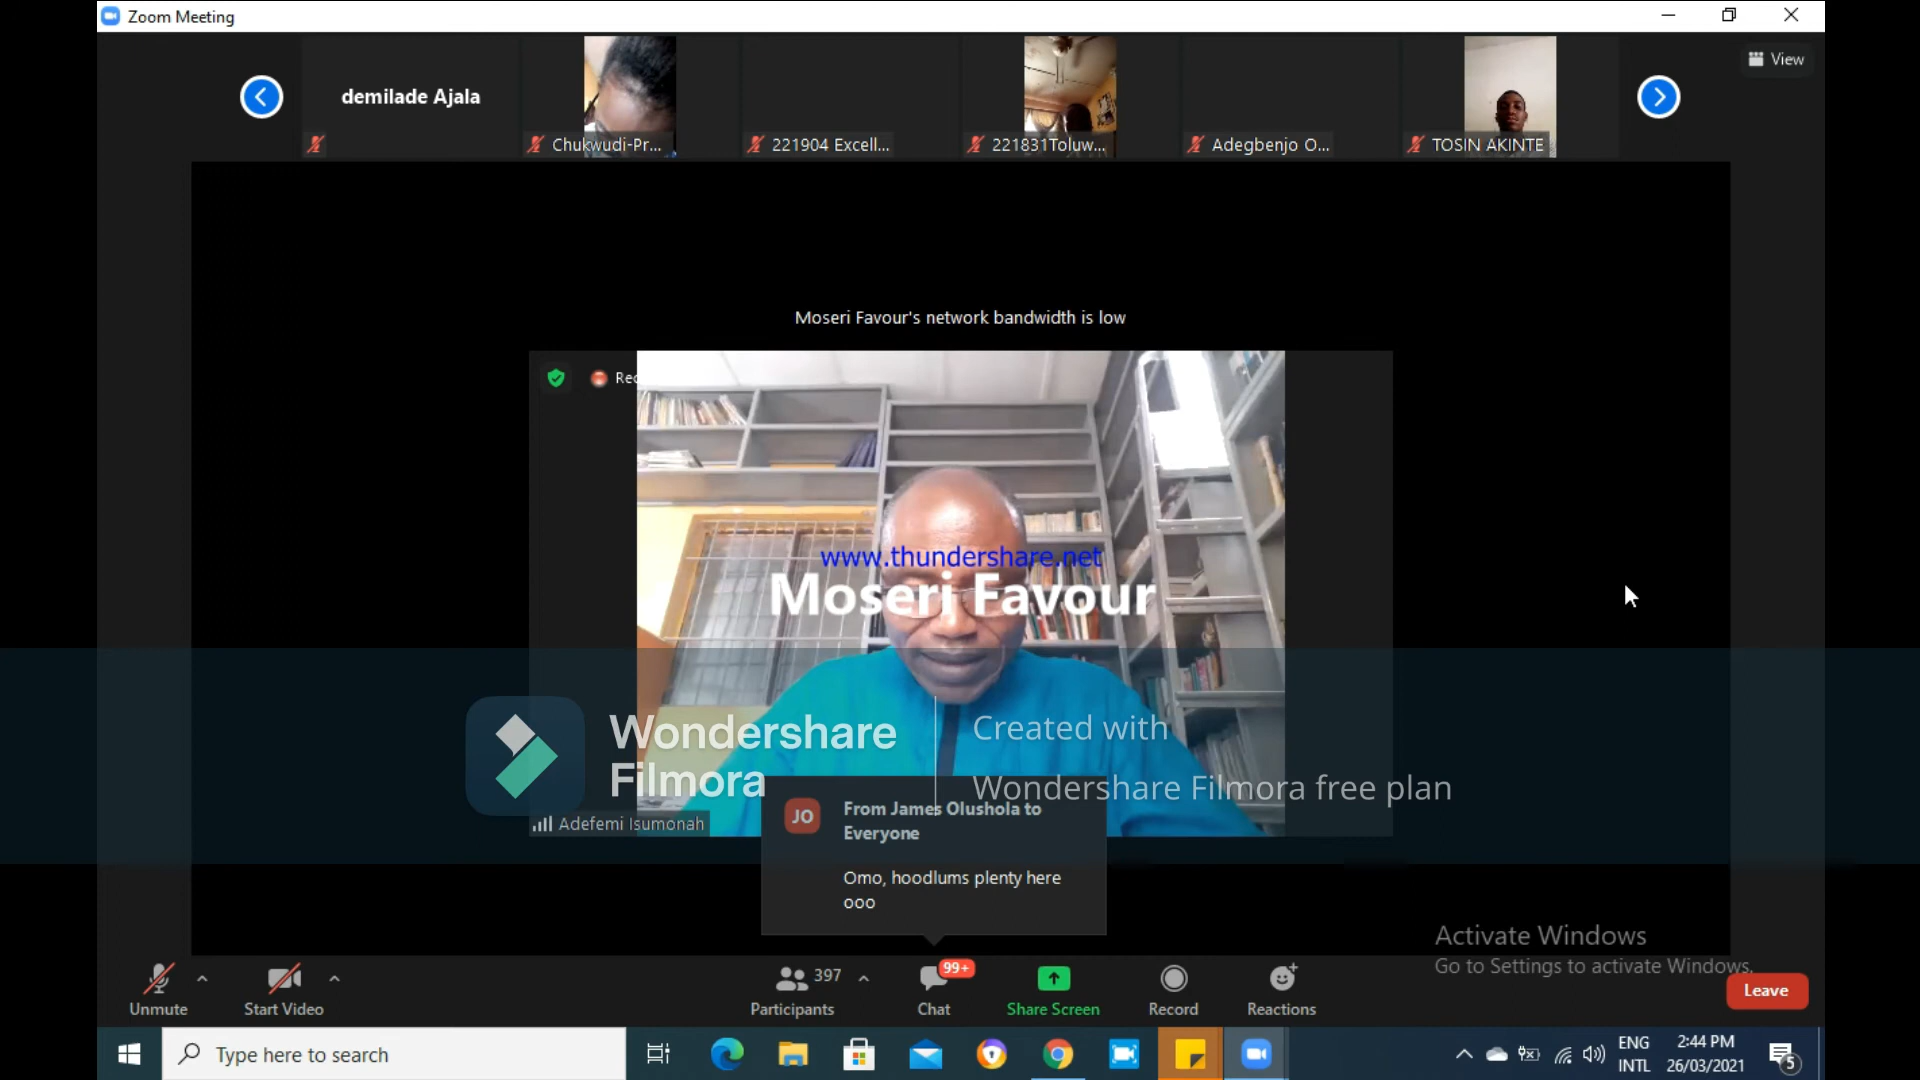 Zoom Meeting
View
demilade Ajala
Chukwudi-Pr...
221904 Excell...
221831Toluw...
Adegbenjo O...
TOSIN AKINTE
Moseri Favour's network bandwidth is low
Rec
www.thundershare.net
Moseri Favour
Wondershare
Filmora
Created with
Wondershare Filmora free plan
Adefemi Isumonah
JO
From James Olushola to
Everyone
Omo, hoodlums plenty here
ooo
Activate Windows
Go to Settings to activate Windows.
Unmute
Start Video
397
Participants
99+
Chat
Share Screen
Record
Reactions
Leave
Type here to search
ENG
INTL
2:44 PM
26/03/2021
5